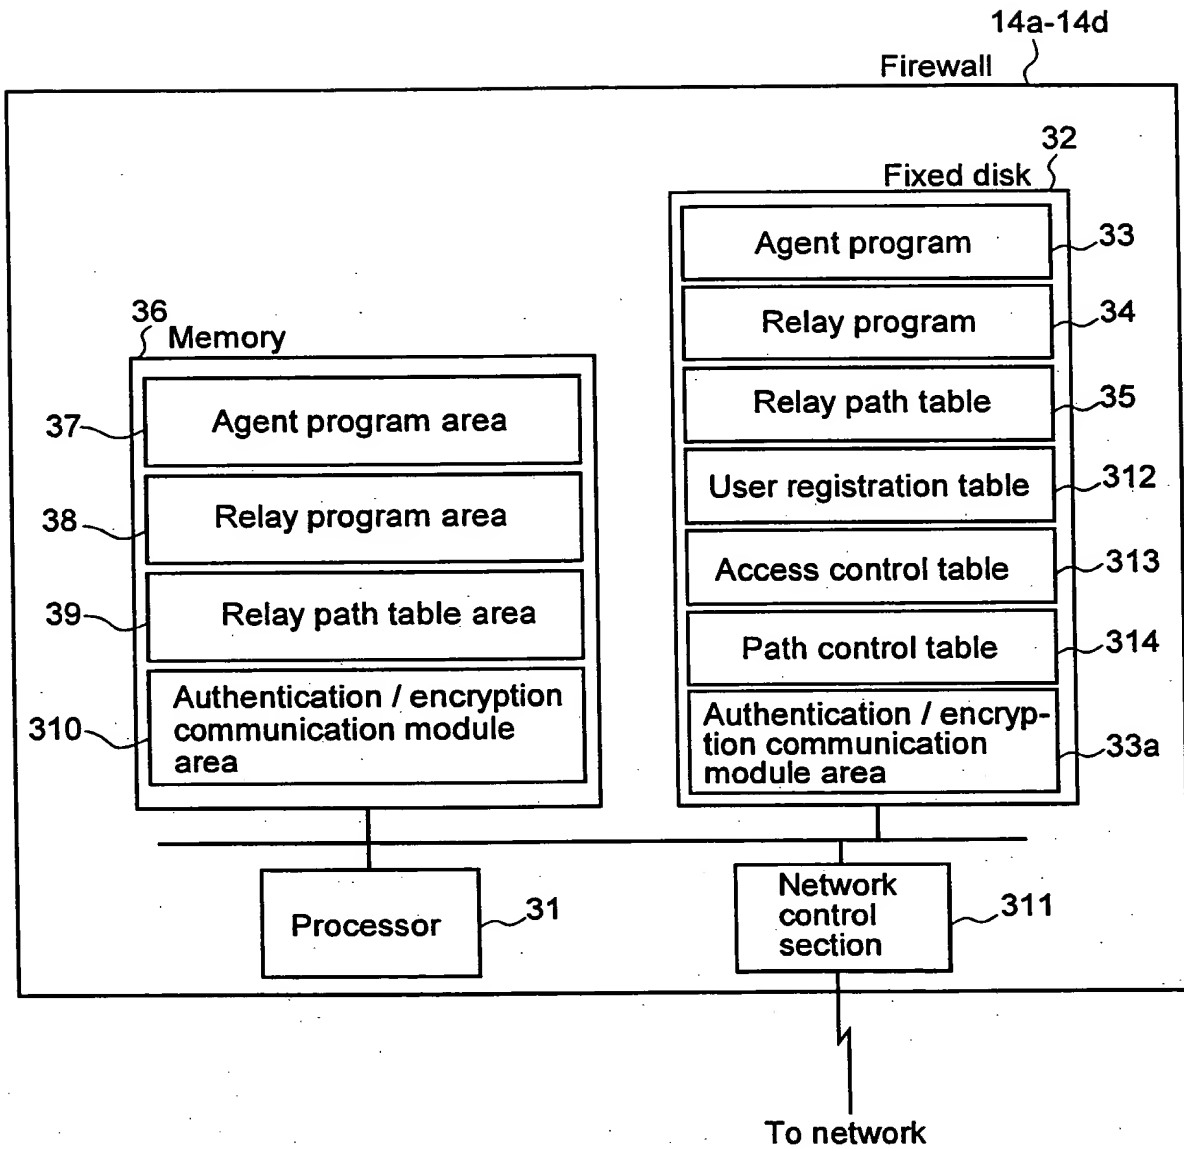 14a-14d
Firewall
32
Fixed disk
Agent program
33
Relay program
34
Relay path table
35
User registration table
312
Access control table
313
Path control table
314
Authentication / encryp-
tion communication
module area
33a
36
Memory
37
Agent program area
38
Relay program area
39
Relay path table area
310
Authentication / encryption
communication module
area
Processor
31
Network
control
section
311
To network